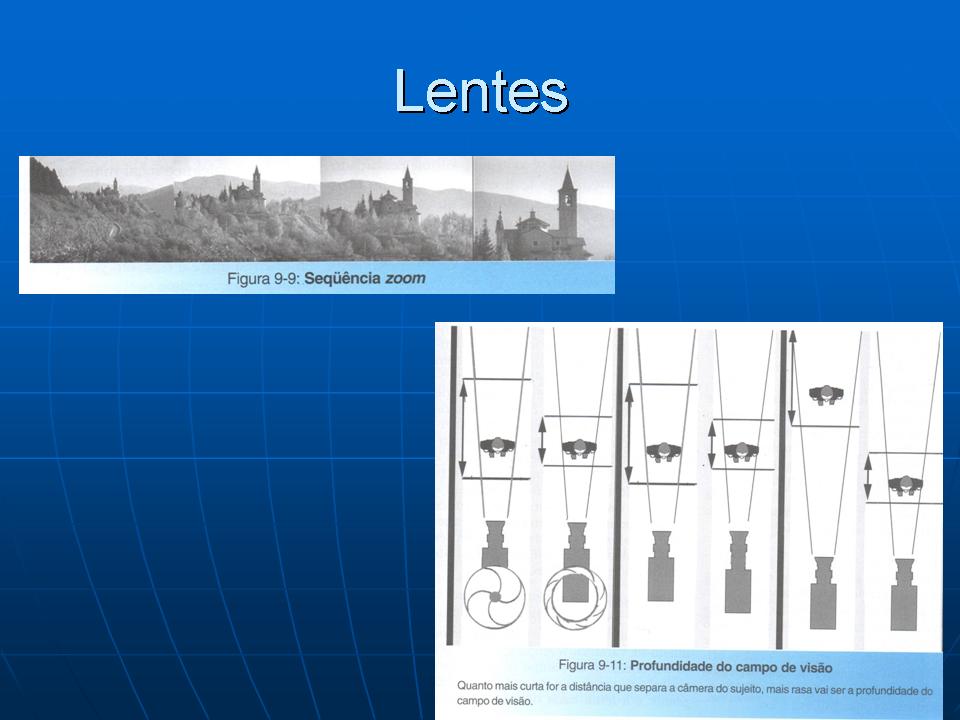 Lentes
Figura 9-9: Seqüência zoom
Figura 9-11: Profundidade do campo de visão
Quanto mais curta for a distância que separa a câmera do sujeito, mais rasa vai ser a profundidade do
campo de visão.